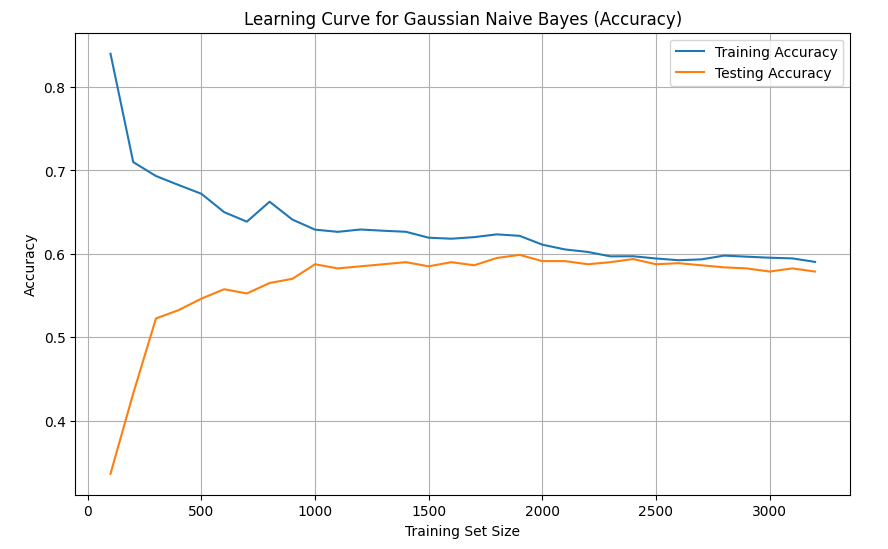 Learning Curve for Gaussian Naive Bayes (Accuracy)
Training Accuracy
Testing Accuracy
Accuracy
0.8
0.7
0.6
0.5
0.4
0 500 1000 1500 2000 2500 3000
Training Set Size